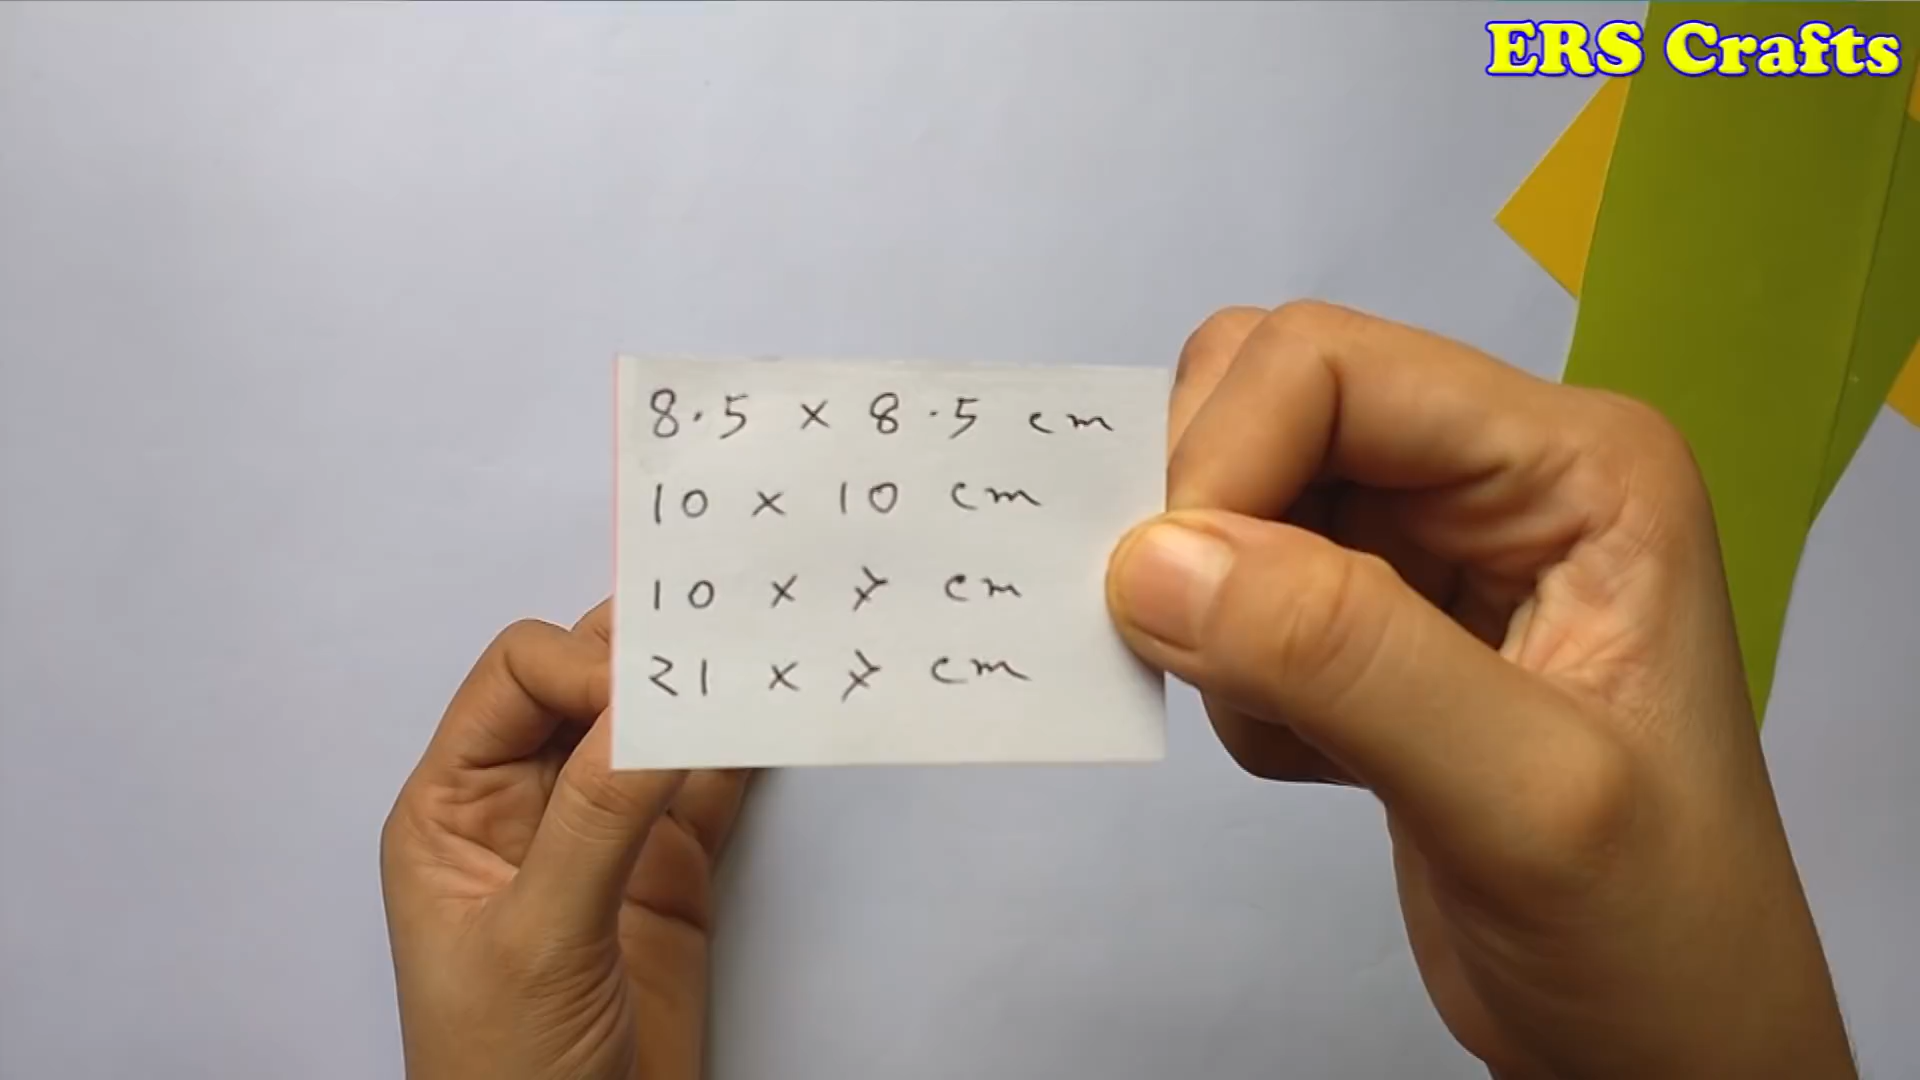 ERS Crafts
8.5 x 8.5 cm
10 x 10 cm
10 x 7 cm
21 x 7 cm